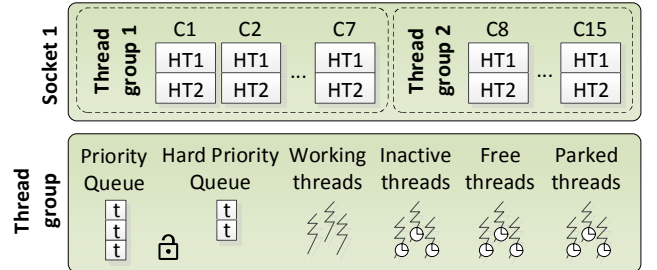 Socket 1
Thread
group 1
C1
HT1
HT2
C2
HT1
HT2
...
C7
HT1
HT2
Thread
group 2
C8
HT1
HT2
...
C15
HT1
HT2
Thread
group
Priority
Queue
t
t
t
Hard Priority
Queue
t
t
Working
threads
Inactive
threads
Free
threads
Parked
threads